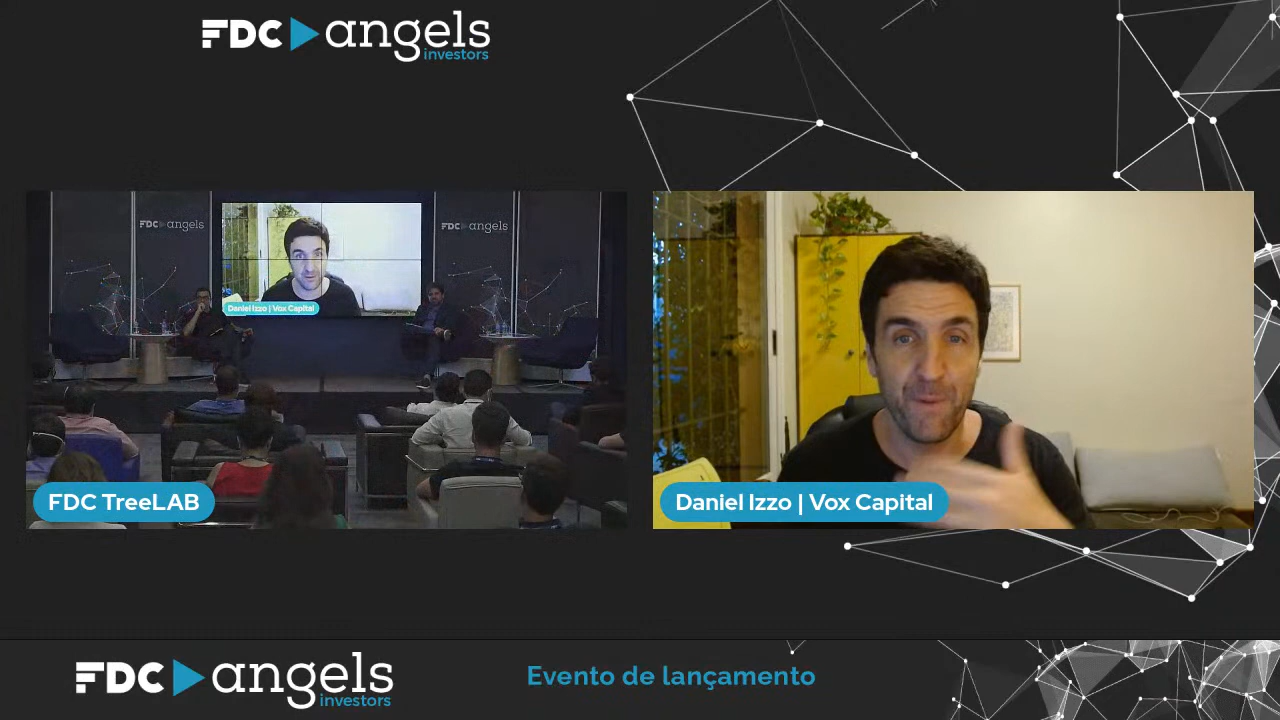 FDC angels
investors
FDC angels
FDC angels
Daniel Izzo | Vox Capital
FDC TreeLAB
Daniel Izzo | Vox Capital
FDC angels
investors
Evento de lançamento